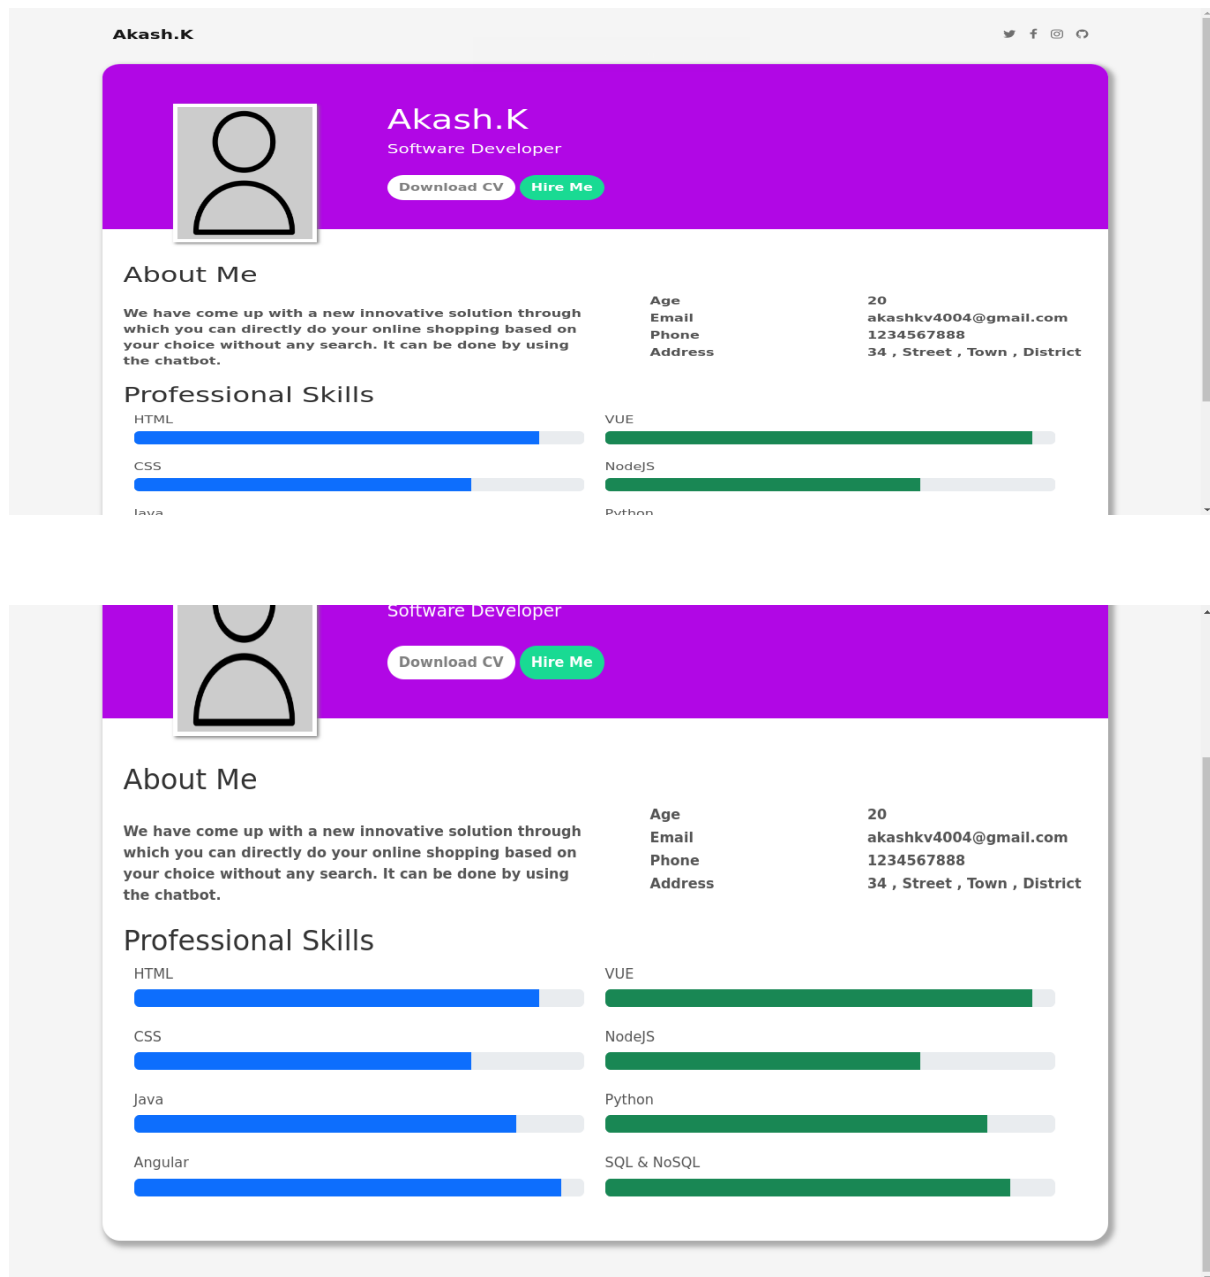 Akash.K
Akash.K
Software Developer
Download CV Hire Me
About Me
We have come up with a new innovative solution through
which you can directly do your online shopping based on
your choice without any search. It can be done by using
the chatbot.
Age 20
Email akashkv4004@gmail.com
Phone 1234567888
Address 34 , Street , Town , District
Professional Skills
HTML VUE
CSS NodeJS
Java Python
Software Developer
Download CV Hire Me
About Me
We have come up with a new innovative solution through
which you can directly do your online shopping based on
your choice without any search. It can be done by using
the chatbot.
Age 20
Email akashkv4004@gmail.com
Phone 1234567888
Address 34 , Street , Town , District
Professional Skills
HTML VUE
CSS NodeJS
Java Python
Angular SQL & NoSQL